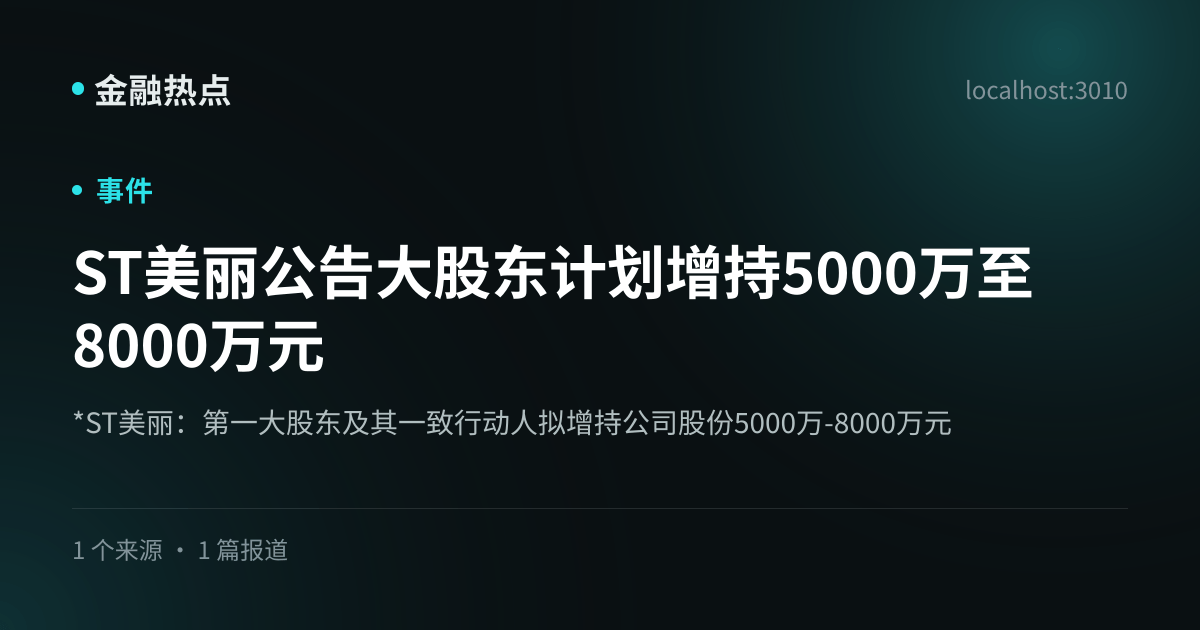 金融热点
localhost:3010
事件
ST美丽公告大股东计划增持5000万至
8000万元
*ST美丽：第一大股东及其一致行动人拟增持公司股份5000万-8000万元
1 个来源 · 1 篇报道